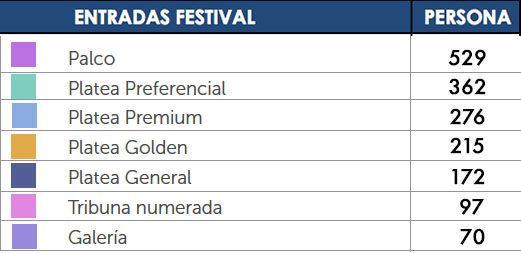 ENTRADAS FESTIVAL PERSONA
Palco 529
Platea Preferencial 362
Platea Premium 276
Platea Golden 215
Platea General 172
Tribuna numerada 97
Galería 70